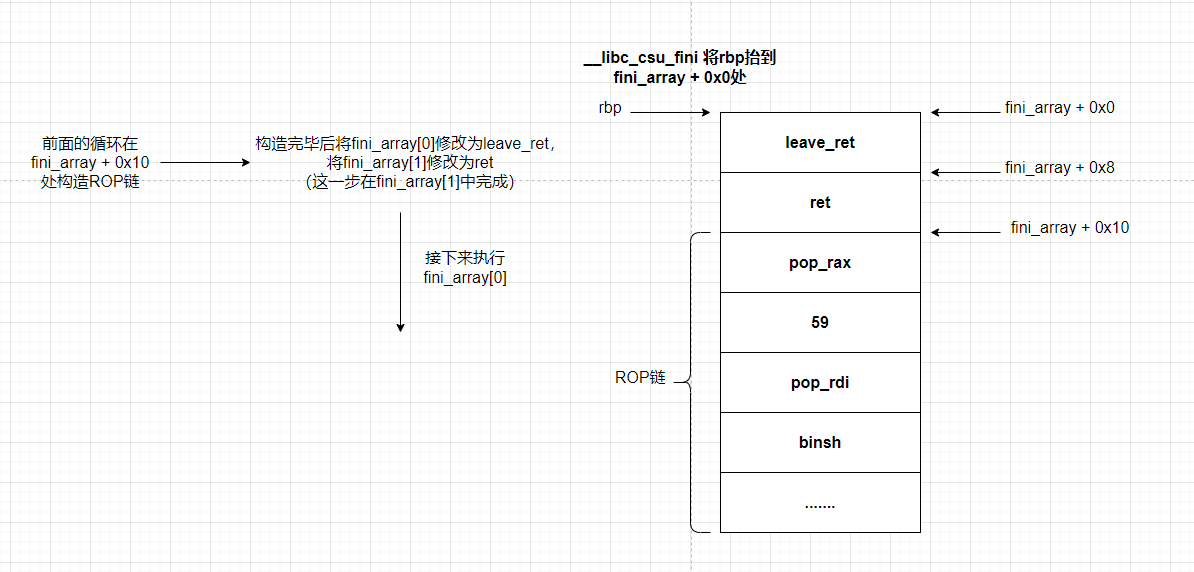 __libc_csu_fini 将rbp抬到
fini_array + 0x0处
rbp
fini_array + 0x0
前面的循环在
fini_array + 0x10
处构造ROP链
构造完毕后将fini_array[0]修改为leave_ret，
将fini_array[1]修改为ret
（这一步在fini_array[1]中完成）
leave_ret
fini_array + 0x8
ret
fini_array + 0x10
接下来执行
fini_array[0]
pop_rax
59
ROP链
pop_rdi
binsh
.......